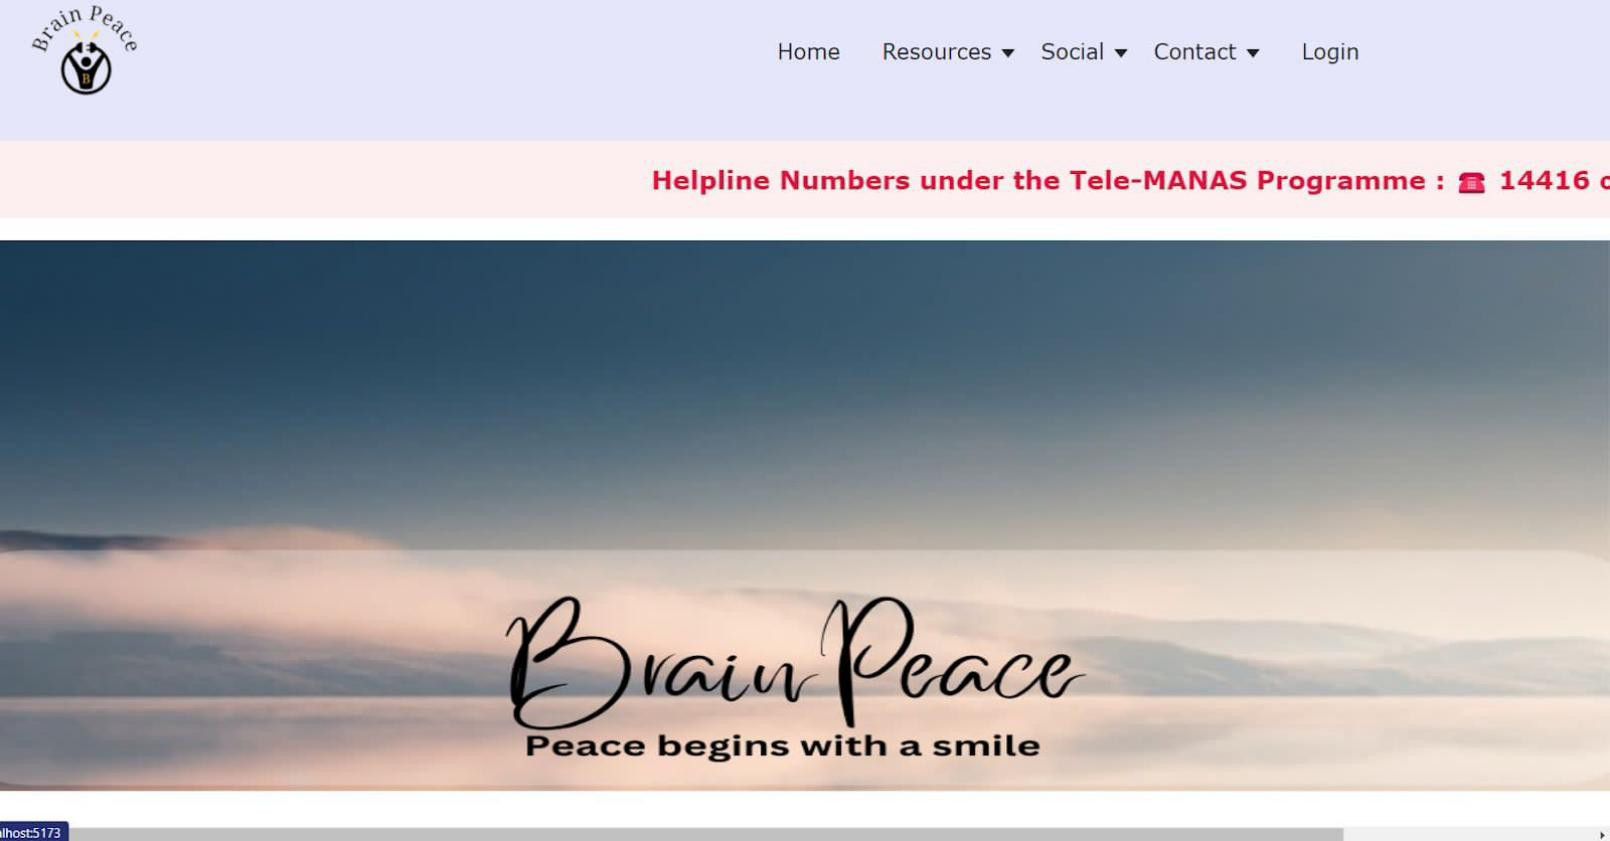 Brain Peace
B
Home Resources Social Contact Login
Helpline Numbers under the Tele-MANAS Programme : ☎ 14416 o
Brain Peace
Peace begins with a smile
lhost:5173